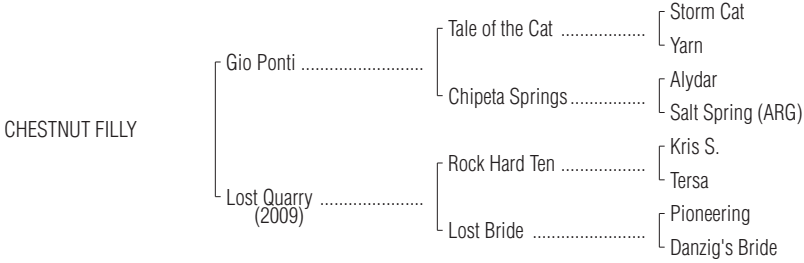 Storm Cat
Tale of the Cat ..................
Yarn
Gio Ponti ..........................
Alydar
Chipeta Springs ................
Salt Spring (ARG)
CHESTNUT FILLY
Kris S.
Rock Hard Ten ..................
Tersa
Lost Quarry ......................
(2009)
Pioneering
Lost Bride ........................
Danzig's Bride